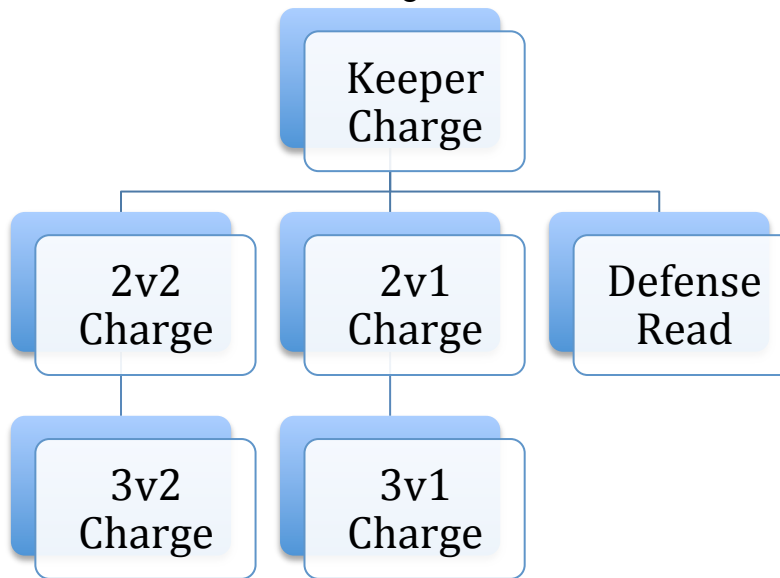 Keeper
Charge
2v2
Charge
2v1
Charge
Defense
Read
3v2
Charge
3v1
Charge